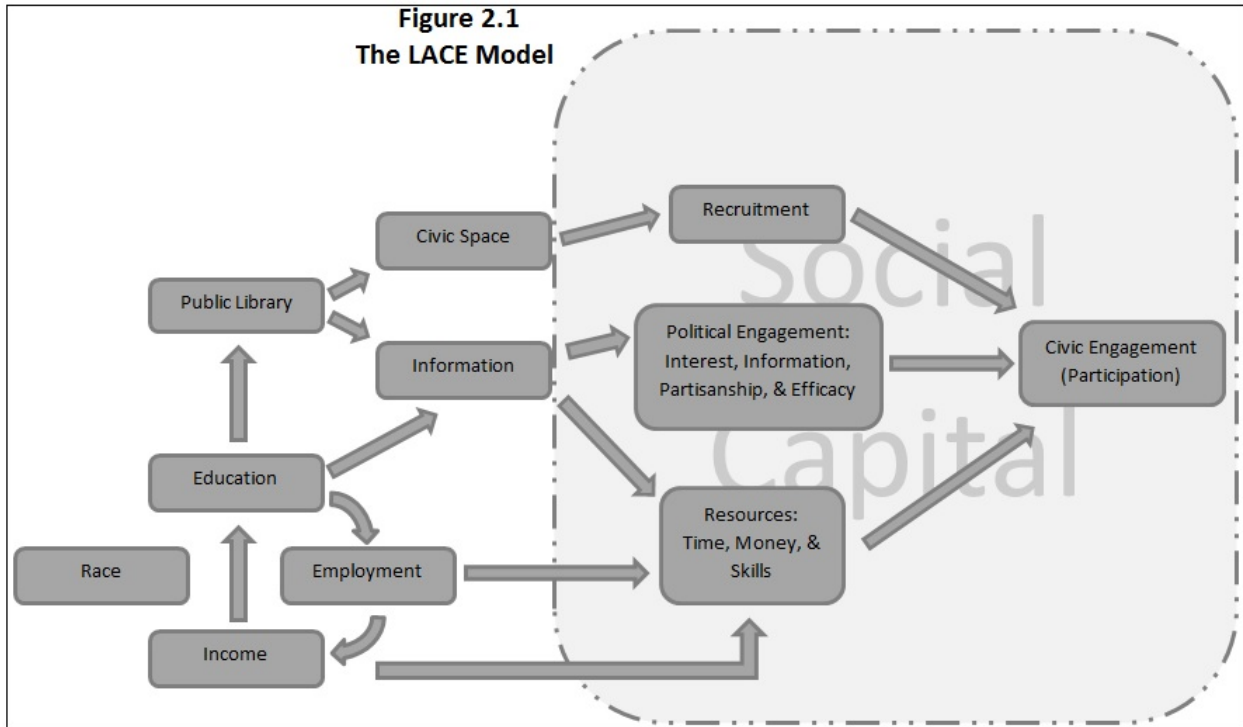 Figure 2.1
The LACE Model
Recruitment
Civic Space
Social
Public Library
Political Engagement:
Interest, Information,
Partisanship, & Efficacy
Civic Engagement
(Participation)
Information
Capital
Education
Resources:
Time, Money, &
Skills
Race
Employment
Income